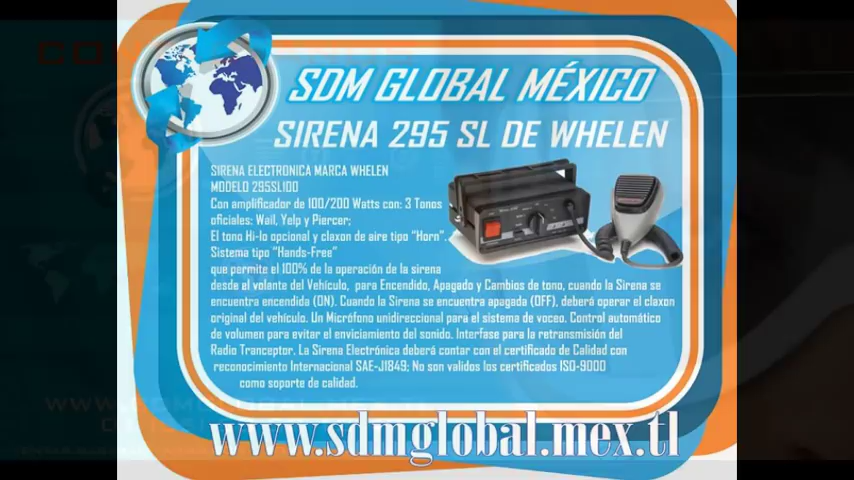 SDM GLOBAL MÉXICO
SIRENA 295 SL DE WHELEN
SIRENA ELECTRONICA MARCA WHELEN
MODELO 295SL100
Con amplificador de 100/200 Watts con: 3 Tonos
oficiales: Wail, Yelp y Piercer;
El tono Hi-lo opcional y claxon de aire tipo “Horn”.
Sistema tipo “Hands-Free”
que permite el 100% de la operación de la sirena
desde el volante del Vehículo, para Encendido, Apagado y Cambios de tono, cuando la Sirena se
encuentra encendida (ON). Cuando la Sirena se encuentra apagada (OFF), deberá operar el claxon
original del vehículo. Un Micrófono unidireccional para el sistema de voceo. Control automático
de volumen para evitar el enviciamiento del sonido. Interfase para la retransmisión del
Radio Tranceptor. La Sirena Electrónica deberá contar con el certificado de Calidad con
reconocimiento Internacional SAE-J1849; No son validos los certificados ISO-9000
como soporte de calidad.
www.sdmglobal.mex.tl